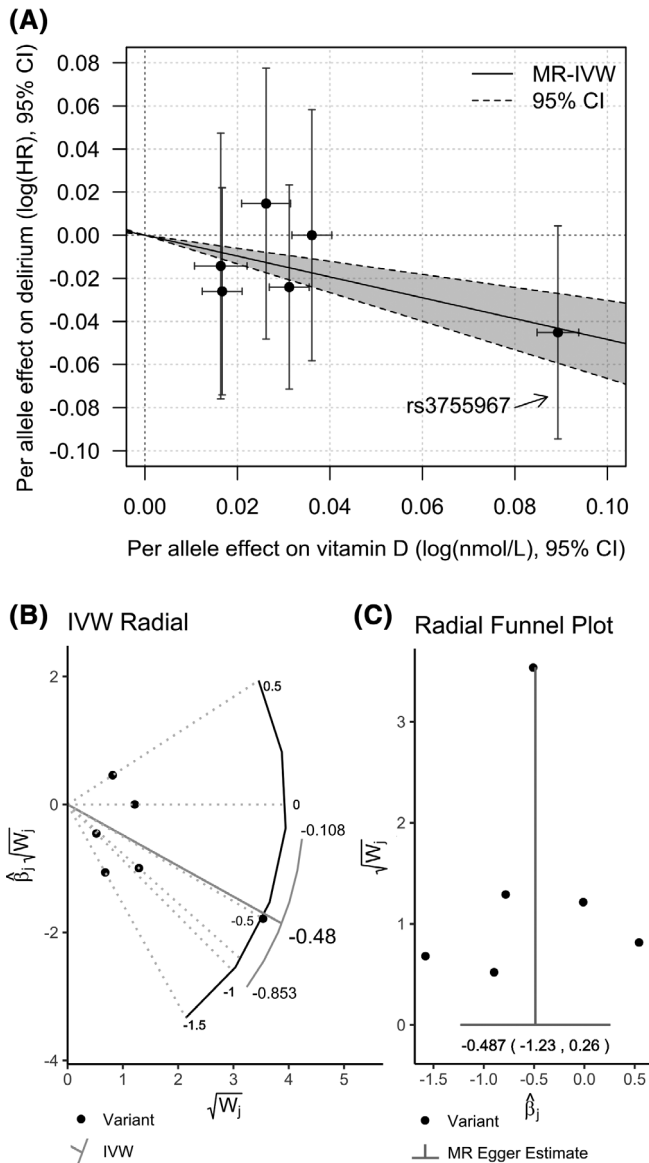 (A)
Per allele effect on delirium (log(HR), 95% CI)
0.08
0.06
0.04
0.02
0.00
-0.02
-0.04
-0.06
-0.08
-0.10
MR-IVW
95% CI
rs3755967
0.00 0.02 0.04 0.06 0.08 0.10
Per allele effect on vitamin D (log(nmol/L), 95% CI)
(B) IVW Radial
β̂j√Wj
2
0
-2
-4
0.5
0
-0.108
-0.5
-0.48
-1
-0.853
-1.5
0 1 2 3 4 5
√Wj
Variant
IVW
(C) Radial Funnel Plot
√Wj
3
2
1
0
-0.487 ( -1.23 , 0.26 )
-1.5 -1.0 -0.5 0.0 0.5
β̂j
Variant
MR Egger Estimate